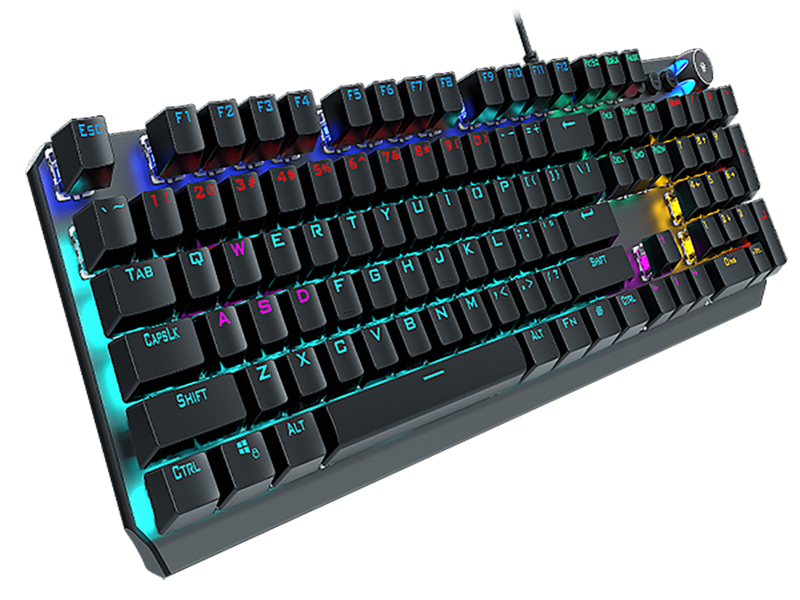 Esc F1 F2 F3 F4 F5 F6 F7 F8 F9 F10 F11 F12
` ~ 1 ! 2 @ 3 # 4 $ 5 % 6 ^ 7 & 8 * 9 ( 0 ) - _ = +
TAB Q W E R T Y U I O P [ { ] } \ |
CAPSLK A S D F G H J K L ; : ' "
SHIFT Z X C V B N M , < . > / ? SHIFT
CTRL ALT ALT FN CTRL